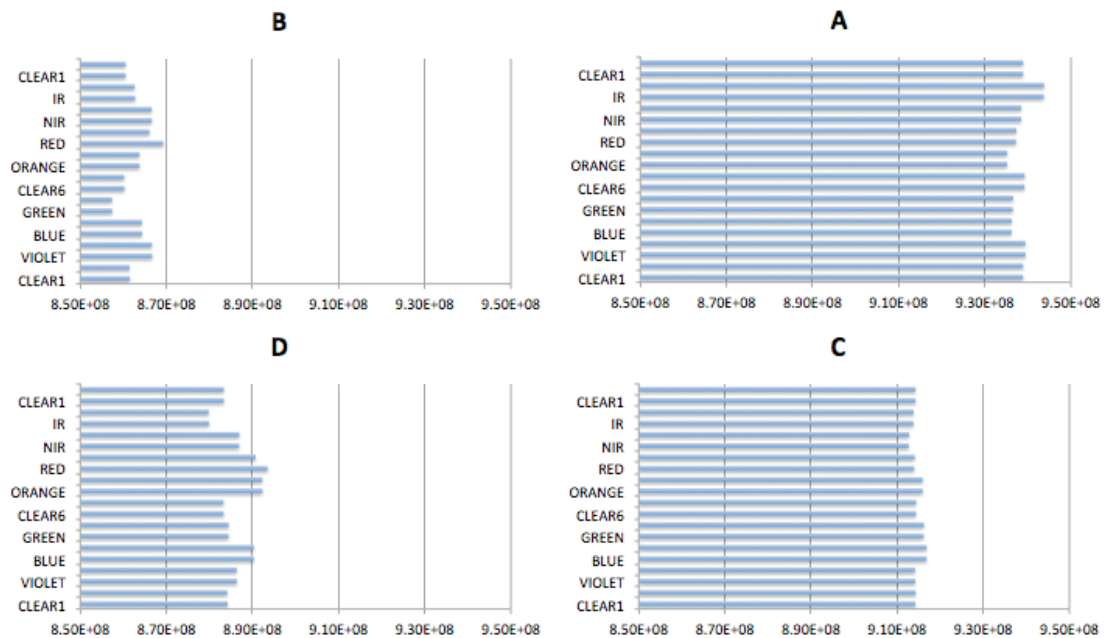 B
CLEAR1
IR
NIR
RED
ORANGE
CLEAR6
GREEN
BLUE
VIOLET
CLEAR1
8.50E+08 8.70E+08 8.90E+08 9.10E+08 9.30E+08 9.50E+08
A
CLEAR1
IR
NIR
RED
ORANGE
CLEAR6
GREEN
BLUE
VIOLET
CLEAR1
8.50E+08 8.70E+08 8.90E+08 9.10E+08 9.30E+08 9.50E+08
D
CLEAR1
IR
NIR
RED
ORANGE
CLEAR6
GREEN
BLUE
VIOLET
CLEAR1
8.50E+08 8.70E+08 8.90E+08 9.10E+08 9.30E+08 9.50E+08
C
CLEAR1
IR
NIR
RED
ORANGE
CLEAR6
GREEN
BLUE
VIOLET
CLEAR1
8.50E+08 8.70E+08 8.90E+08 9.10E+08 9.30E+08 9.50E+08